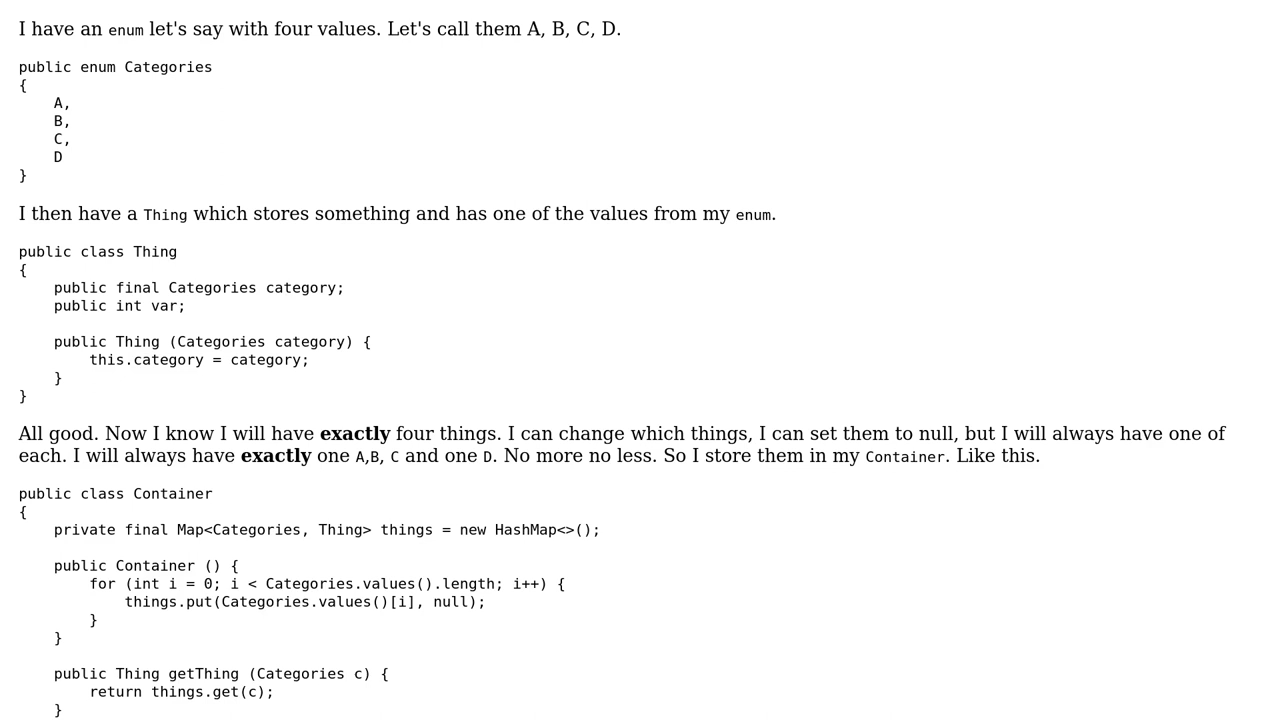 I have an enum let's say with four values. Let's call them A, B, C, D.
public enum Categories
{
    A,
    B,
    C,
    D
}
I then have a Thing which stores something and has one of the values from my enum.
public class Thing
{
    public final Categories category;
    public int var;
    public Thing (Categories category) {
        this.category = category;
    }
}
All good. Now I know I will have exactly four things. I can change which things, I can set them to null, but I will always have one of
each. I will always have exactly one A,B, C and one D. No more no less. So I store them in my Container. Like this.
public class Container
{
    private final Map<Categories, Thing> things = new HashMap<>();
    public Container () {
        for (int i = 0; i < Categories.values().length; i++) {
            things.put(Categories.values()[i], null);
        }
    }
    public Thing getThing (Categories c) {
        return things.get(c);
    }